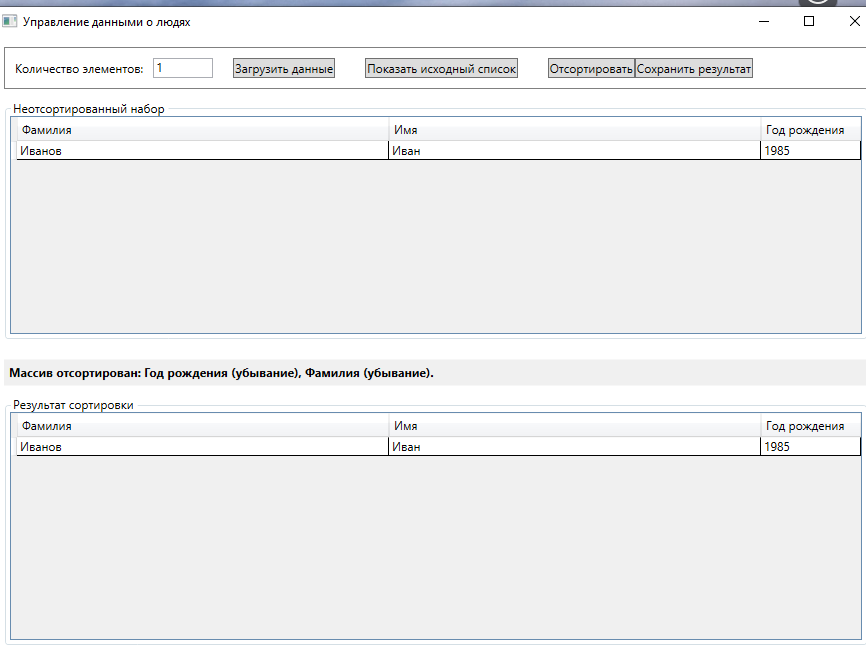 Управление данными о людях
Количество элементов: 1 Загрузить данные Показать исходный список Отсортировать Сохранить результат
Неотсортированный набор
Фамилия Имя Год рождения
Иванов Иван 1985
Массив отсортирован: Год рождения (убывание), Фамилия (убывание).
Результат сортировки
Фамилия Имя Год рождения
Иванов Иван 1985